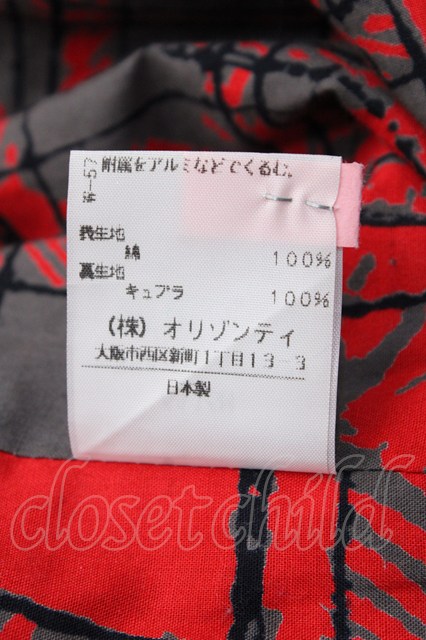 附属をアルミなどでくるむ。
表生地
綿 100%
裏生地
キュプラ 100%
（株）オリゾンティ
大阪市西区新町1丁目13-3
日本製
closet child